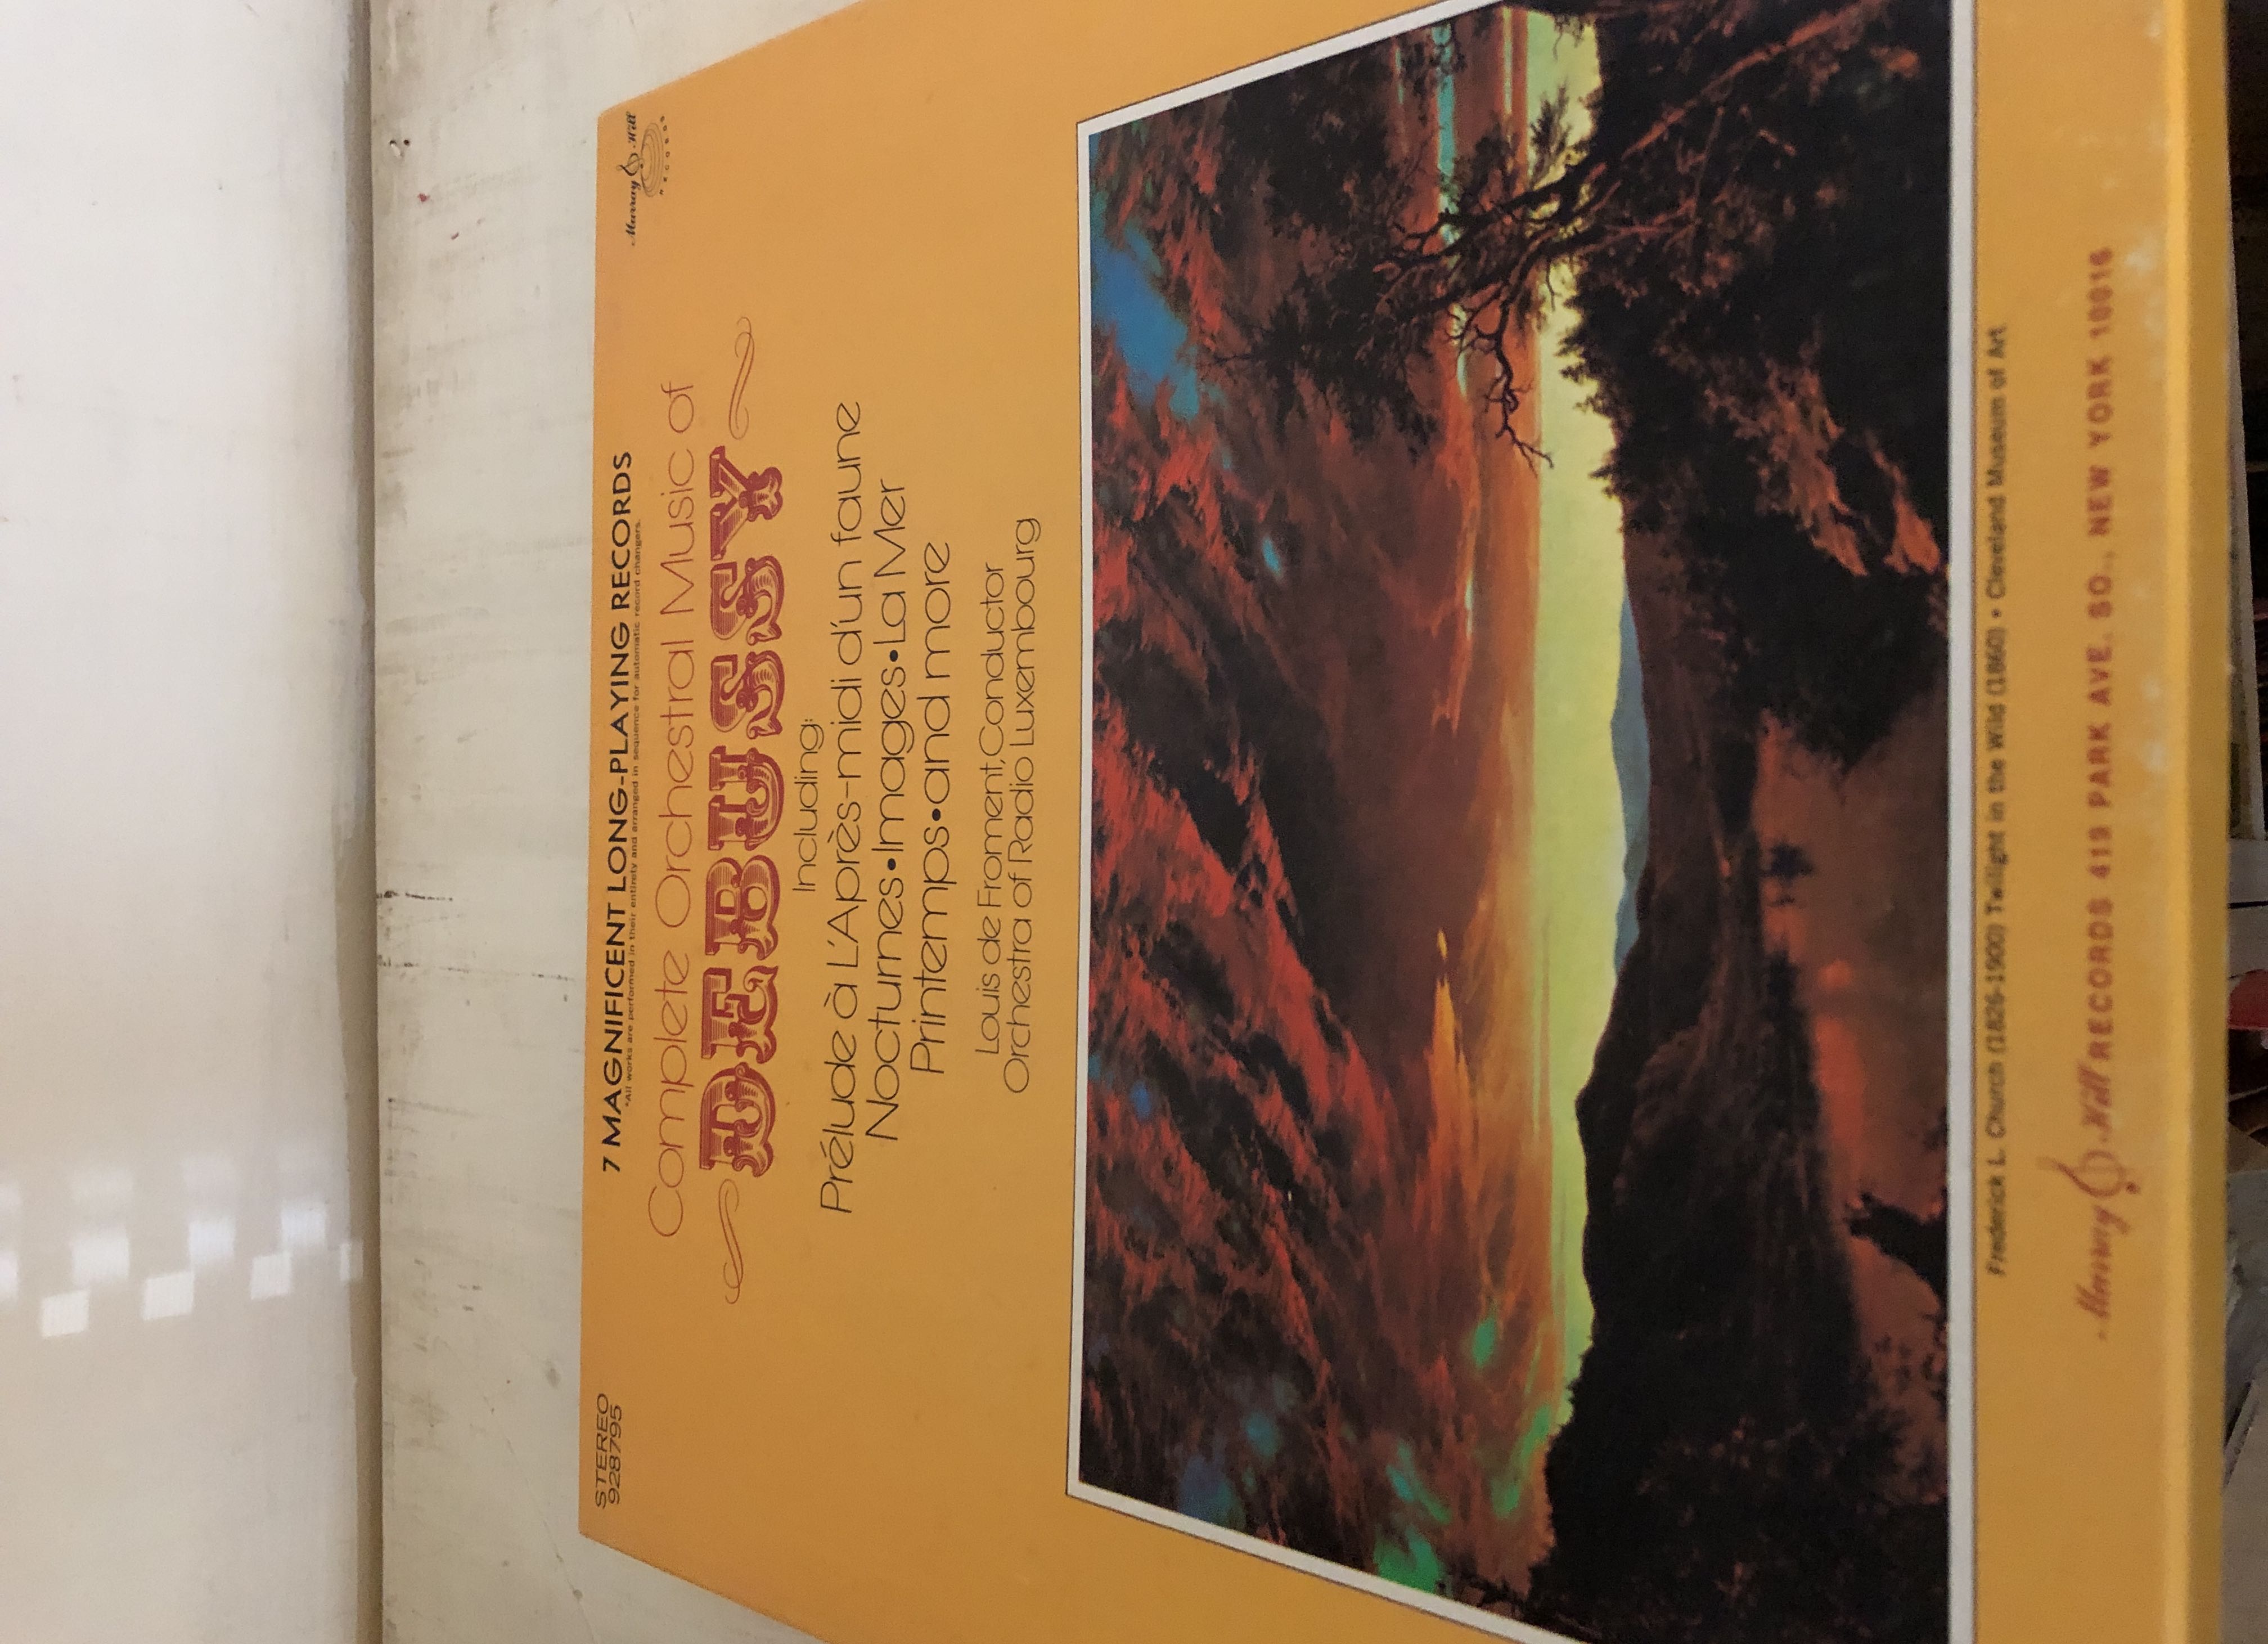 STEREO
9287795
7 MAGNIFICENT LONG-PLAYING RECORDS
*All works are performed in their entirety and arranged in sequence for automatic record changers.
Murray Hill
RECORDS
Complete Orchestral Music of
DEBUSSY
Including:
Prélude à L'Après-midi d'un faune
Nocturnes•Images•La Mer
Printemps•and more
Louis de Froment, Conductor
Orchestra of Radio Luxembourg
Frederick L. Church (1826-1900) Twilight in the Wild (1860) • Cleveland Museum of Art
Murray Hill RECORDS 419 PARK AVE. SO., NEW YORK 10016